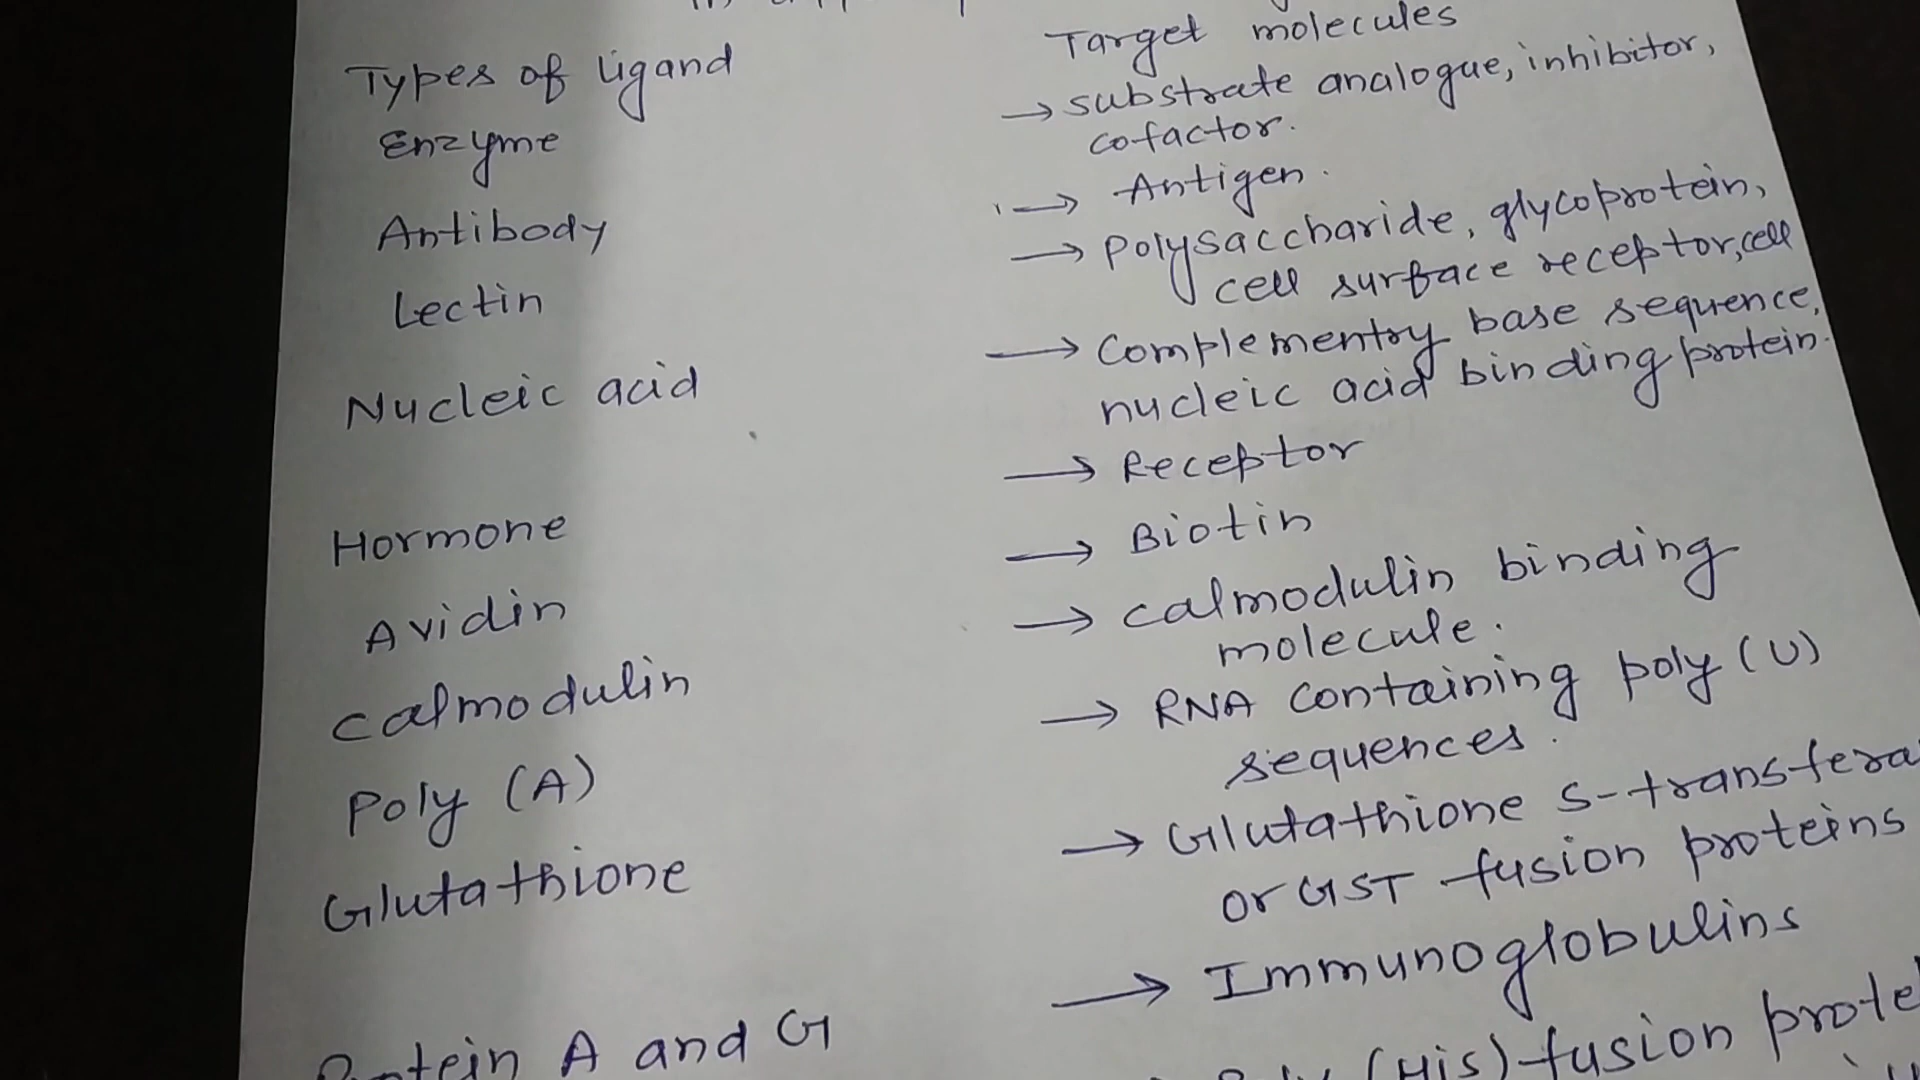 Types of ligand
Target molecules
Enzyme
→ substrate analogue, inhibitor,
cofactor.
Antibody
→ Antigen.
Lectin
→ Polysaccharide, glycoprotein,
cell surface receptor, cell
Nucleic acid
→ Complementry base sequence,
nucleic acid binding protein.
Hormone
→ Receptor
Avidin
→ Biotin
Calmodulin
→ Calmodulin binding
molecule.
Poly (A)
→ RNA containing poly (U)
sequences.
Glutathione
→ Glutathione S-transfera
or GST fusion proteins
Protein A and G
→ Immunoglobulins
Poly (His)-fusion prote